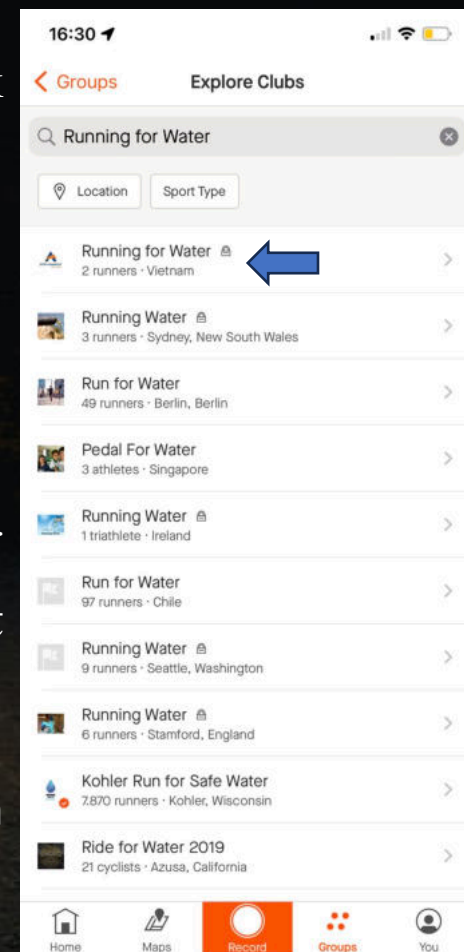 16:30
Groups
Explore Clubs
Running for Water
Location
Sport Type
Running for Water
2 runners · Vietnam
Running Water
3 runners · Sydney, New South Wales
Run for Water
49 runners · Berlin, Berlin
Pedal For Water
3 athletes · Singapore
Running Water
1 triathlete · Ireland
Run for Water
97 runners · Chile
Running Water
9 runners · Seattle, Washington
Running Water
6 runners · Stamford, England
Kohler Run for Safe Water
7.870 runners · Kohler, Wisconsin
Ride for Water 2019
21 cyclists · Azusa, California
Home
Maps
Record
Groups
You